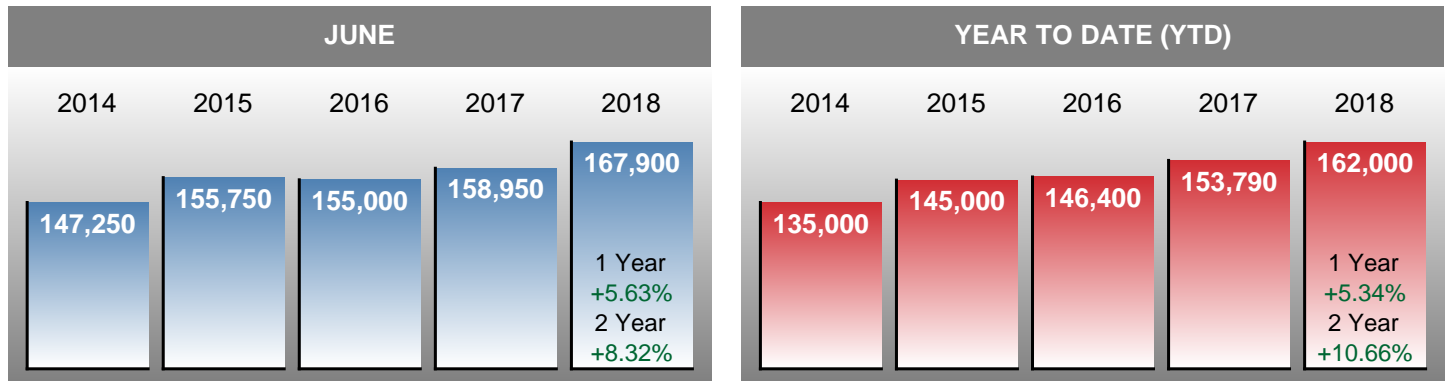 JUNE
2014 2015 2016 2017 2018
147,250 155,750 155,000 158,950 167,900
1 Year
+5.63%
2 Year
+8.32%
YEAR TO DATE (YTD)
2014 2015 2016 2017 2018
135,000 145,000 146,400 153,790 162,000
1 Year
+5.34%
2 Year
+10.66%